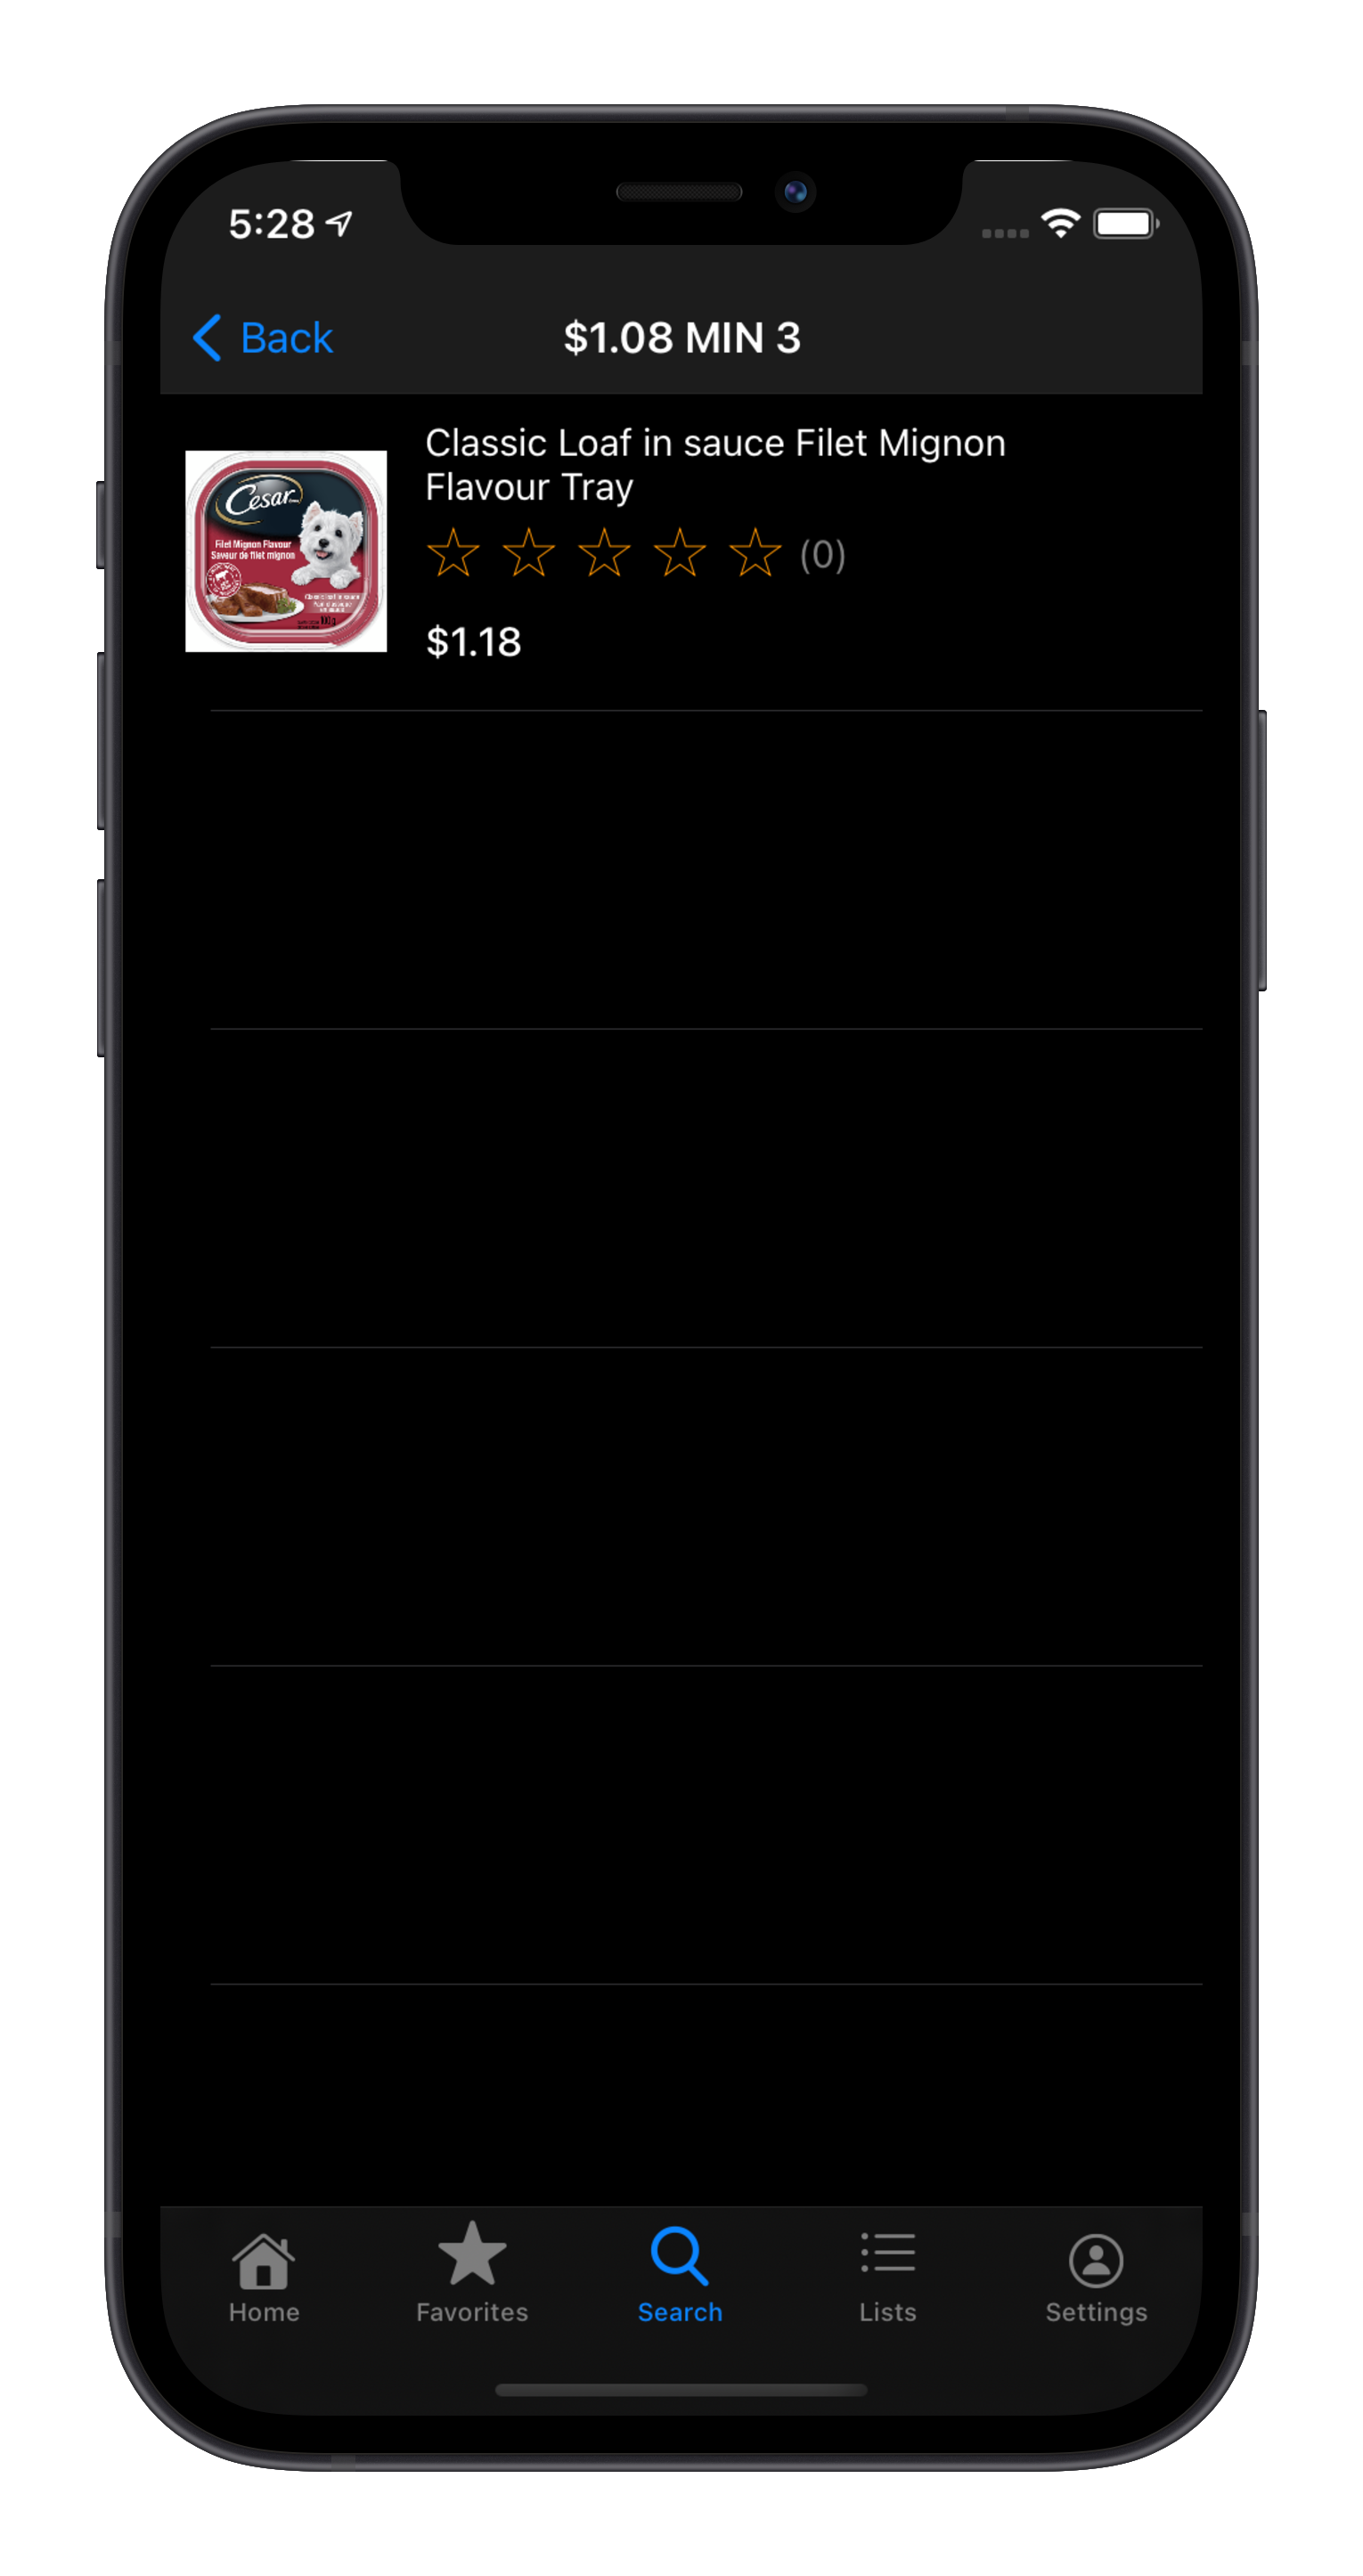 5:28
Back
$1.08 MIN 3
Classic Loaf in sauce Filet Mignon
Flavour Tray
(0)
$1.18
Cesar
Filet Mignon Flavour
Saveur de filet mignon
Home
Favorites
Search
Lists
Settings